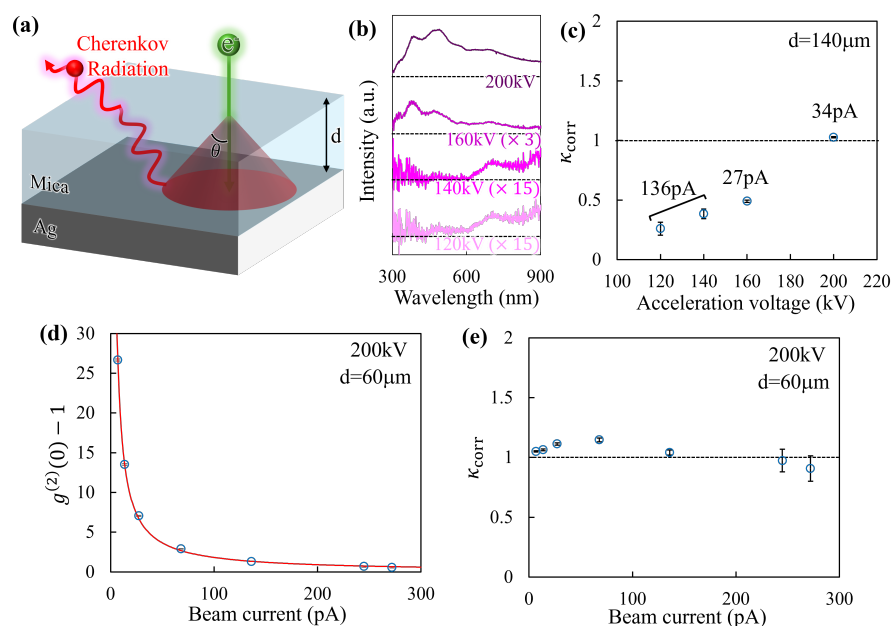 (a)
Cherenkov
Radiation
e⁻
d
θ
Mica
Ag
(b)
Intensity (a.u.)
200kV
160kV (× 3)
140kV (× 15)
120kV (× 15)
300 500 700 900
Wavelength (nm)
(c)
d=140μm
κcorr
2
1.5
1
0.5
0
34pA
136pA
27pA
100 120 140 160 180 200 220
Acceleration voltage (kV)
(d)
200kV
d=60μm
g⁽²⁾(0) − 1
30
25
20
15
10
5
0
0 100 200 300
Beam current (pA)
(e)
200kV
d=60μm
κcorr
2
1.5
1
0.5
0
0 100 200 300
Beam current (pA)